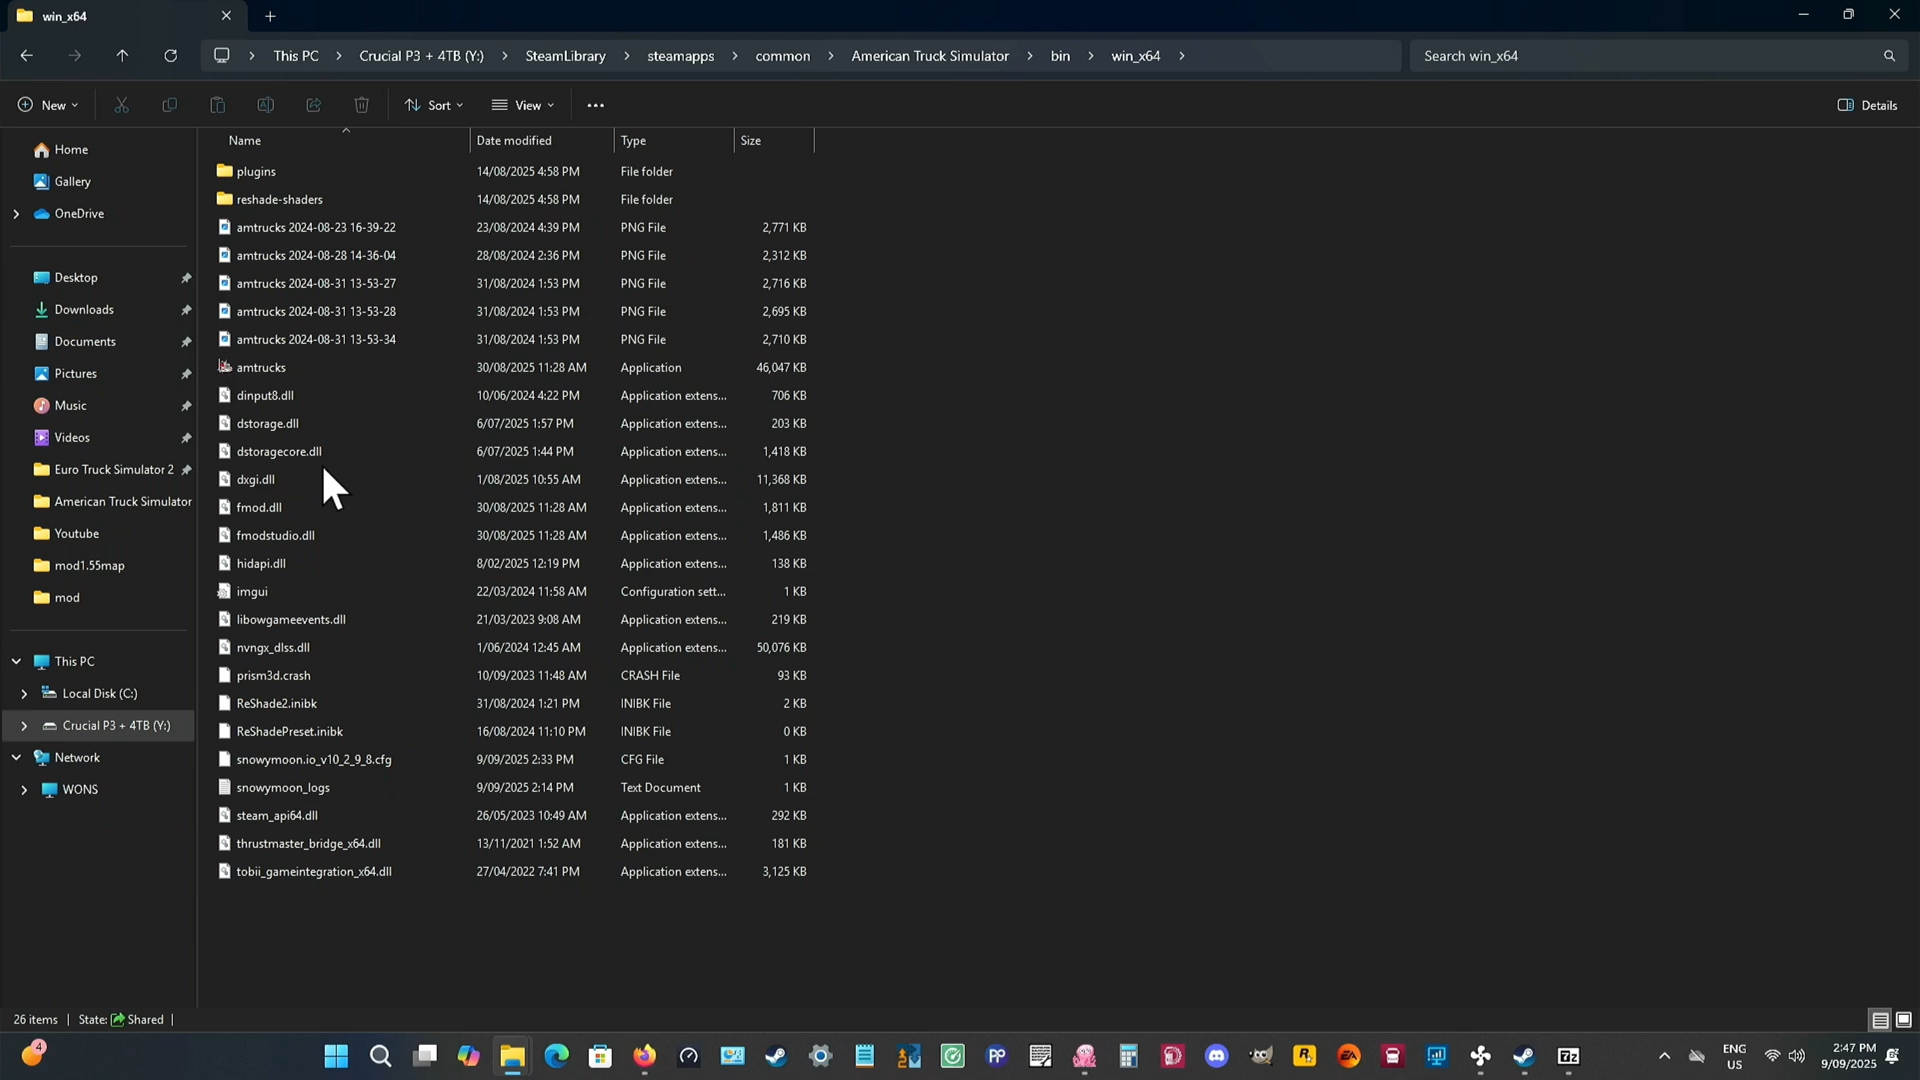 win_x64
This PC > Crucial P3 + 4TB (Y:) > SteamLibrary > steamapps > common > American Truck Simulator > bin > win_x64 >
Search win_x64
New
Sort
View
Details
Home
Gallery
OneDrive
Desktop
Downloads
Documents
Pictures
Music
Videos
Euro Truck Simulator 2
American Truck Simulator
Youtube
mod1.55map
mod
This PC
Local Disk (C:)
Crucial P3 + 4TB (Y:)
Network
WONS
Name Date modified Type Size
plugins 14/08/2025 4:58 PM File folder
reshade-shaders 14/08/2025 4:58 PM File folder
amtrucks 2024-08-23 16-39-22 23/08/2024 4:39 PM PNG File 2,771 KB
amtrucks 2024-08-28 14-36-04 28/08/2024 2:36 PM PNG File 2,312 KB
amtrucks 2024-08-31 13-53-27 31/08/2024 1:53 PM PNG File 2,716 KB
amtrucks 2024-08-31 13-53-28 31/08/2024 1:53 PM PNG File 2,695 KB
amtrucks 2024-08-31 13-53-34 31/08/2024 1:53 PM PNG File 2,710 KB
amtrucks 30/08/2025 11:28 AM Application 46,047 KB
dinput8.dll 10/06/2024 4:22 PM Application extens... 706 KB
dstorage.dll 6/07/2025 1:57 PM Application extens... 203 KB
dstoragecore.dll 6/07/2025 1:44 PM Application extens... 1,418 KB
dxgi.dll 1/08/2025 10:55 AM Application extens... 11,368 KB
fmod.dll 30/08/2025 11:28 AM Application extens... 1,811 KB
fmodstudio.dll 30/08/2025 11:28 AM Application extens... 1,486 KB
hidapi.dll 8/02/2025 12:19 PM Application extens... 138 KB
imgui 22/03/2024 11:58 AM Configuration sett... 1 KB
libowgameevents.dll 21/03/2023 9:08 AM Application extens... 219 KB
nvngx_dlss.dll 1/06/2024 12:45 AM Application extens... 50,076 KB
prism3d.crash 10/09/2023 11:48 AM CRASH File 93 KB
ReShade2.inibk 31/08/2024 1:21 PM INIBK File 2 KB
ReShadePreset.inibk 16/08/2024 11:10 PM INIBK File 0 KB
snowymoon.io_v10_2_9_8.cfg 9/09/2025 2:33 PM CFG File 1 KB
snowymoon_logs 9/09/2025 2:14 PM Text Document 1 KB
steam_api64.dll 26/05/2023 10:49 AM Application extens... 292 KB
thrustmaster_bridge_x64.dll 13/11/2021 1:52 AM Application extens... 181 KB
tobii_gameintegration_x64.dll 27/04/2022 7:41 PM Application extens... 3,125 KB
26 items | State: Shared |
4
PP
R
EA
7z
ENG
US
2:47 PM
9/09/2025